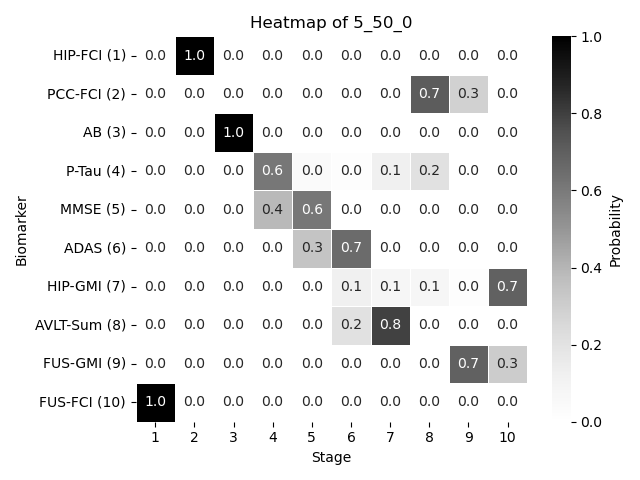 Heatmap of 5_50_0
HIP-FCI (1) 0.0 1.0 0.0 0.0 0.0 0.0 0.0 0.0 0.0 0.0
PCC-FCI (2) 0.0 0.0 0.0 0.0 0.0 0.0 0.0 0.7 0.3 0.0
AB (3) 0.0 0.0 1.0 0.0 0.0 0.0 0.0 0.0 0.0 0.0
P-Tau (4) 0.0 0.0 0.0 0.6 0.0 0.0 0.1 0.2 0.0 0.0
MMSE (5) 0.0 0.0 0.0 0.4 0.6 0.0 0.0 0.0 0.0 0.0
ADAS (6) 0.0 0.0 0.0 0.0 0.3 0.7 0.0 0.0 0.0 0.0
HIP-GMI (7) 0.0 0.0 0.0 0.0 0.0 0.1 0.1 0.1 0.0 0.7
AVLT-Sum (8) 0.0 0.0 0.0 0.0 0.0 0.2 0.8 0.0 0.0 0.0
FUS-GMI (9) 0.0 0.0 0.0 0.0 0.0 0.0 0.0 0.0 0.7 0.3
FUS-FCI (10) 1.0 0.0 0.0 0.0 0.0 0.0 0.0 0.0 0.0 0.0
1 2 3 4 5 6 7 8 9 10
Stage
Biomarker
1.0
0.8
0.6
0.4
0.2
0.0
Probability